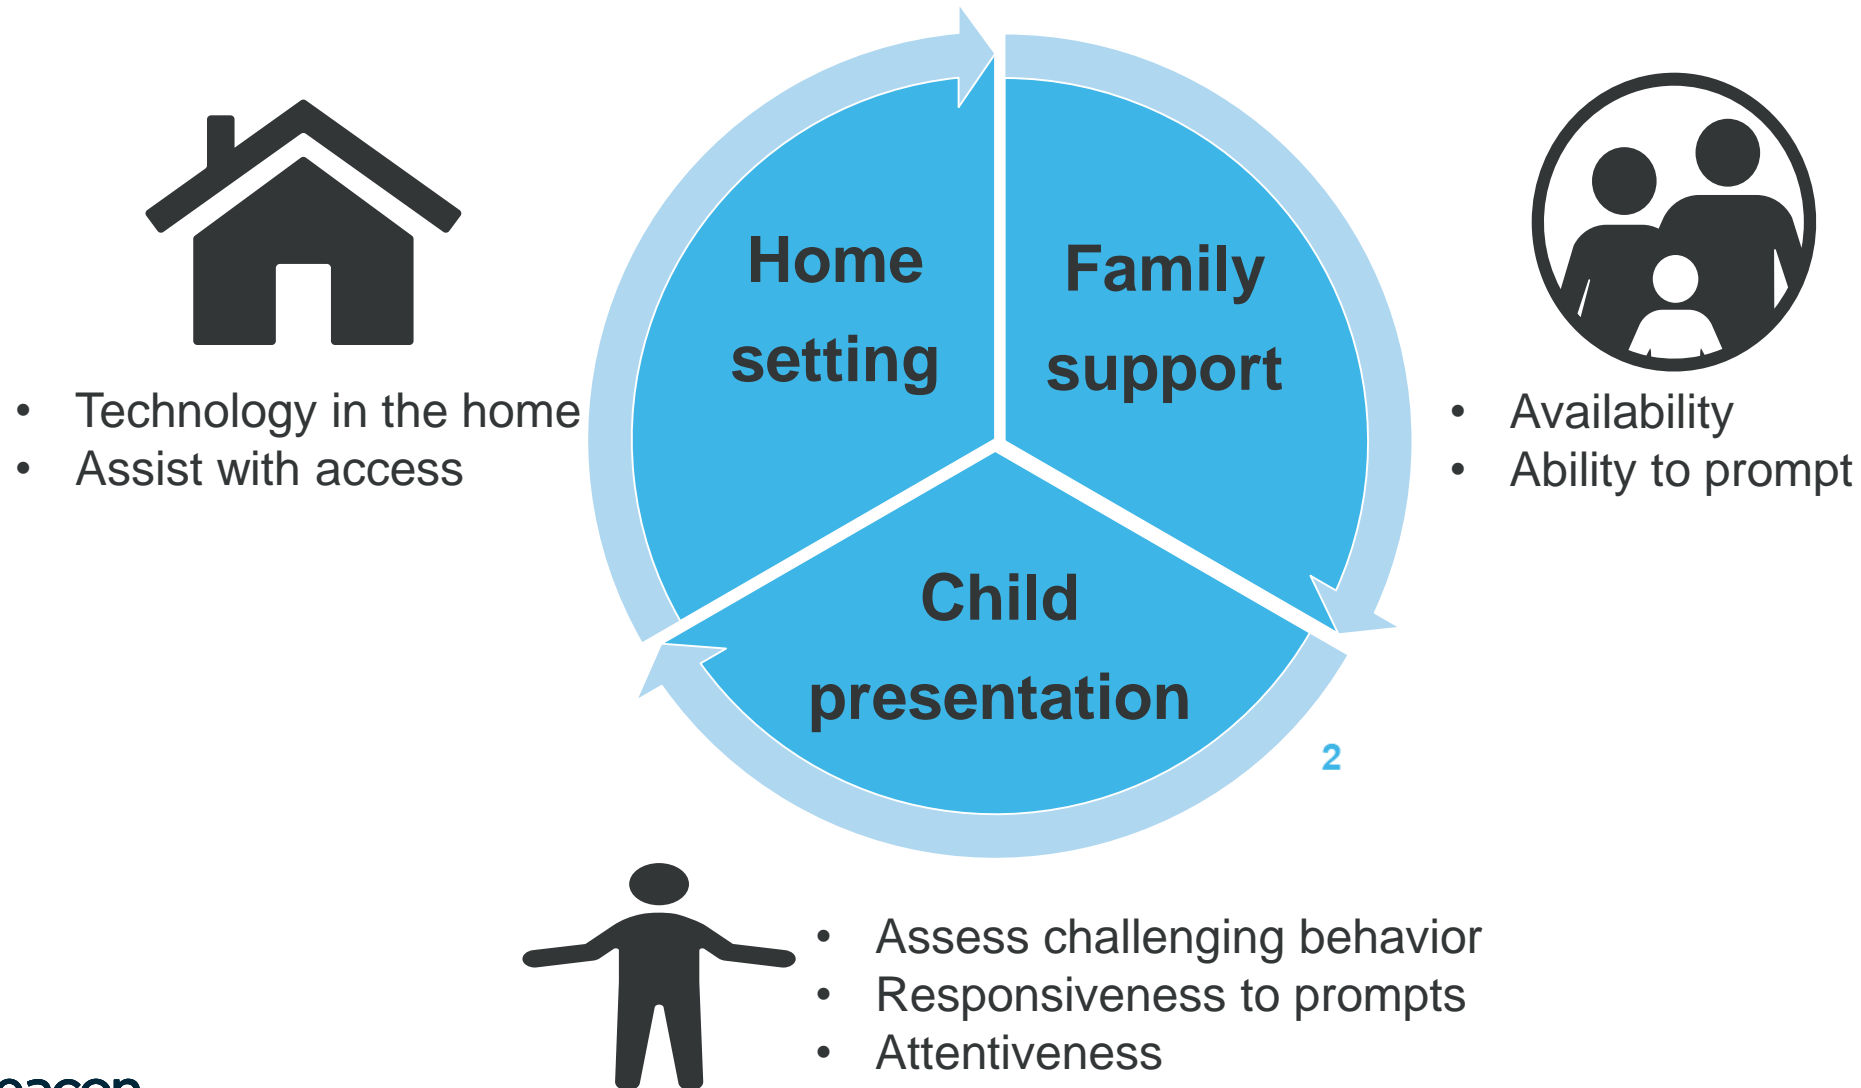 Home
setting
Family
support
• Technology in the home
• Assist with access
• Availability
• Ability to prompt
Child
presentation
2
• Assess challenging behavior
• Responsiveness to prompts
• Attentiveness